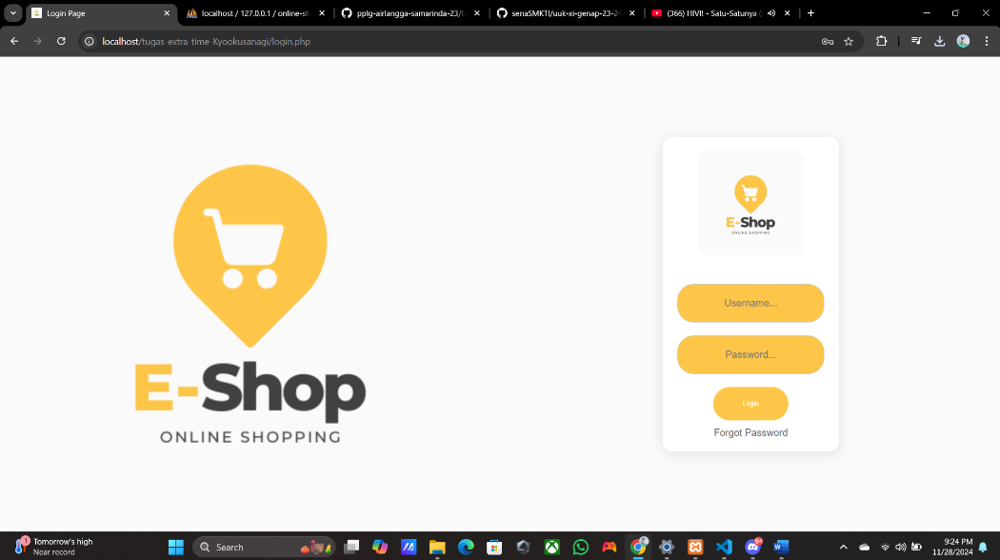 Login Page
localhost / 127.0.0.1 / online-sh
pplg-airlangga-samarinda-23/
senaSMKTI/uuk-xi-genap-23-2
(366) HIVI! - Satu-Satunya
localhost/tugas-extra-time-Kyookusanagi/login.php
E-Shop
ONLINE SHOPPING
E-Shop
ONLINE SHOPPING
Username...
Password...
Login
Forgot Password
1
Tomorrow's high
Near record
Search
9:24 PM
11/28/2024